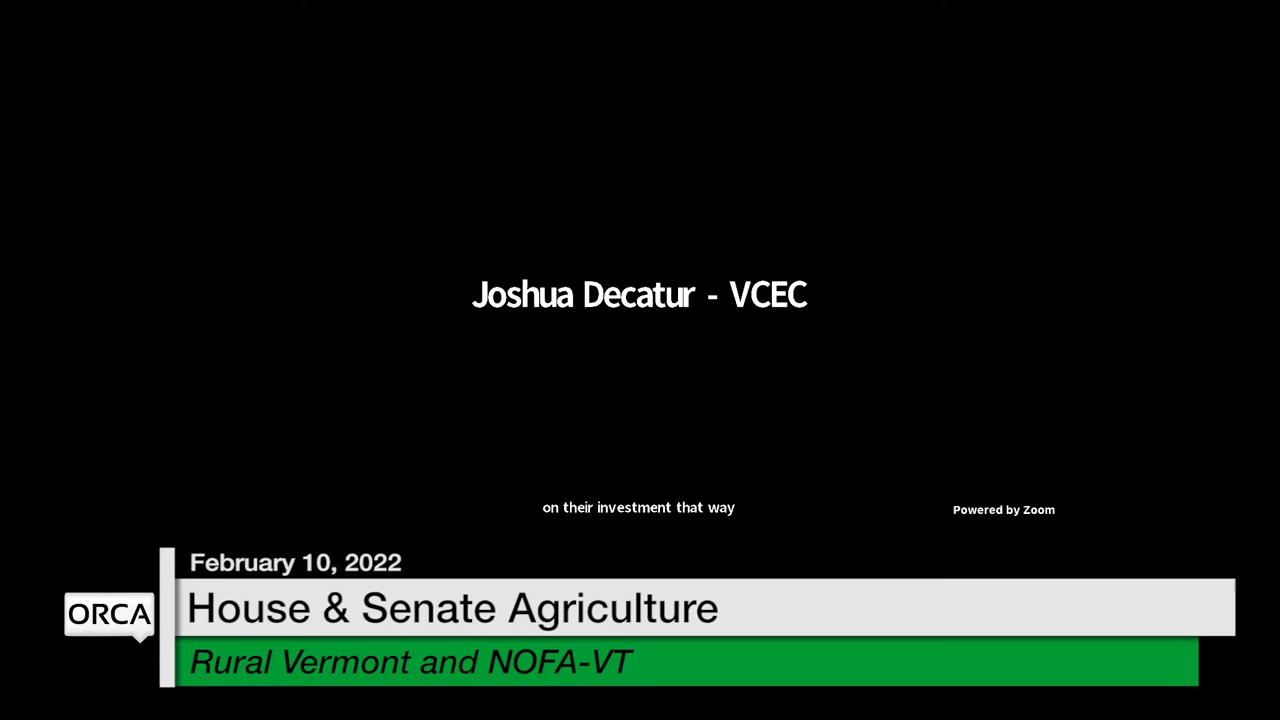 Joshua Decatur - VCEC
on their investment that way
Powered by Zoom
February 10, 2022
House & Senate Agriculture
ORCA
Rural Vermont and NOFA-VT